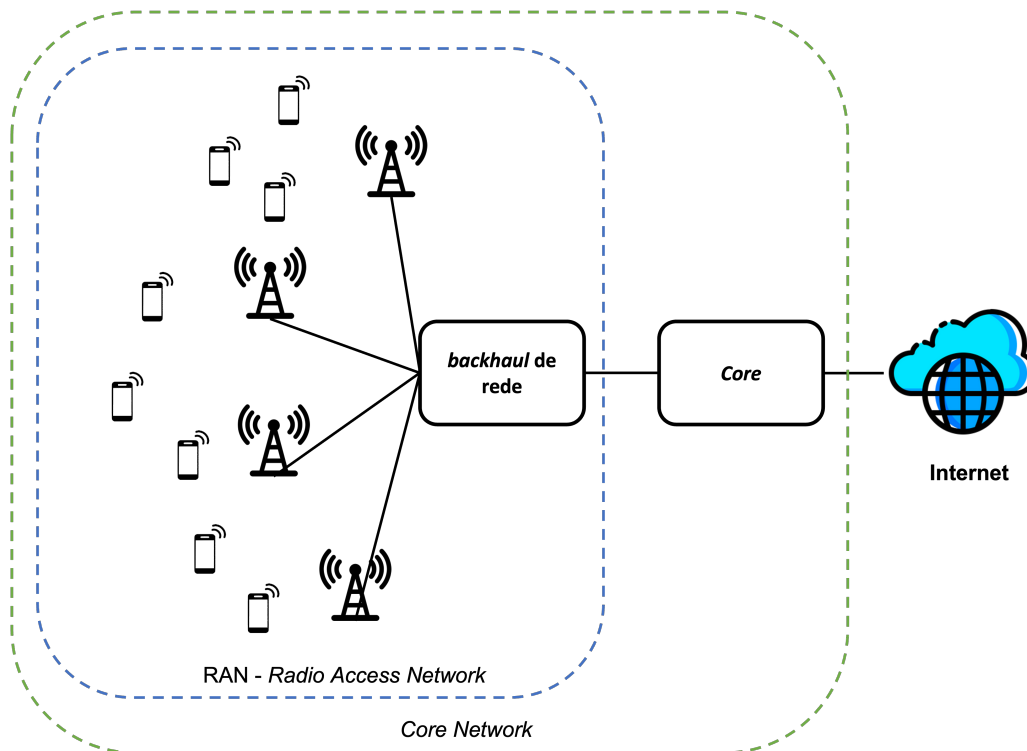 backhaul de
rede
Core
Internet
RAN - Radio Access Network
Core Network